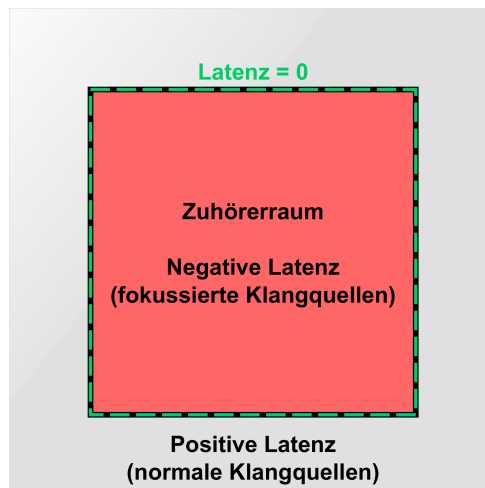 Latenz = 0
Zuhörerraum
Negative Latenz
(fokussierte Klangquellen)
Positive Latenz
(normale Klangquellen)